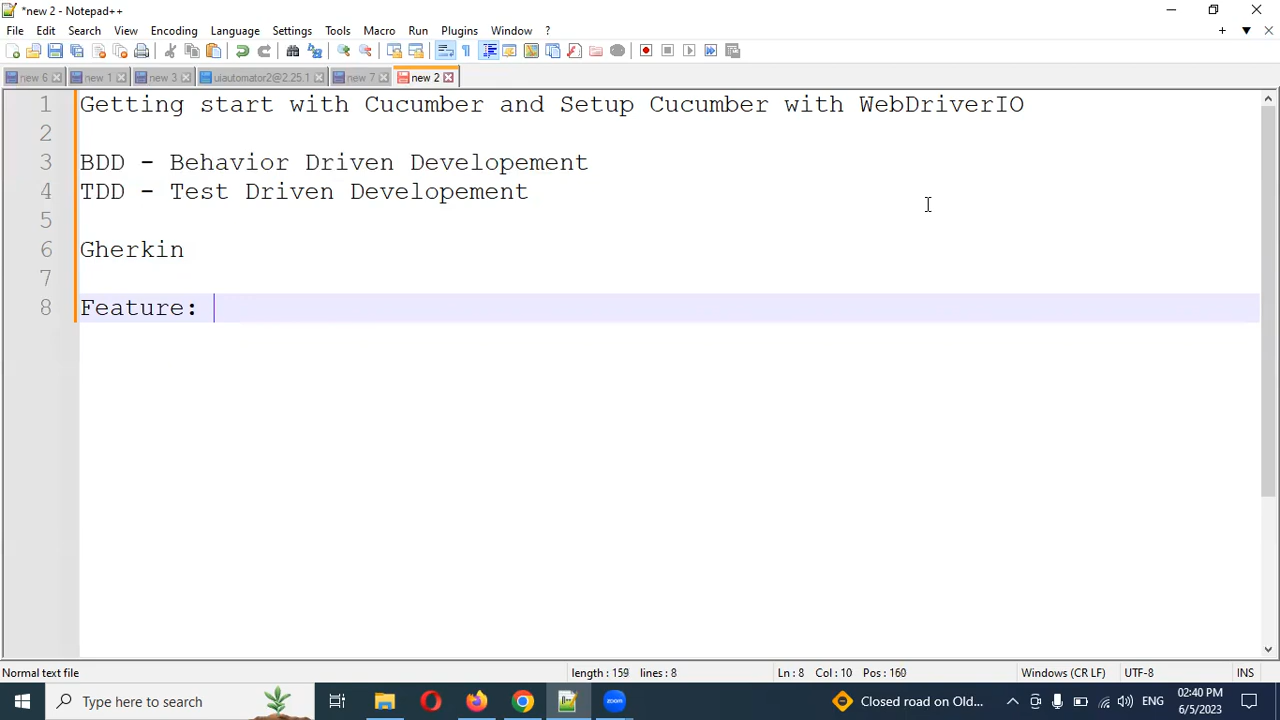 *new 2 - Notepad++
File Edit Search View Encoding Language Settings Tools Macro Run Plugins Window ?
new 6 new 1 new 3 uiautomator2@2.25.1 new 7 new 2
1 Getting start with Cucumber and Setup Cucumber with WebDriverIO
2
3 BDD - Behavior Driven Developement
4 TDD - Test Driven Developement
5
6 Gherkin
7
8 Feature:
Normal text file length : 159 lines : 8 Ln : 8 Col : 10 Pos : 160 Windows (CR LF) UTF-8 INS
Type here to search zoom Closed road on Old... ENG 02:40 PM
6/5/2023